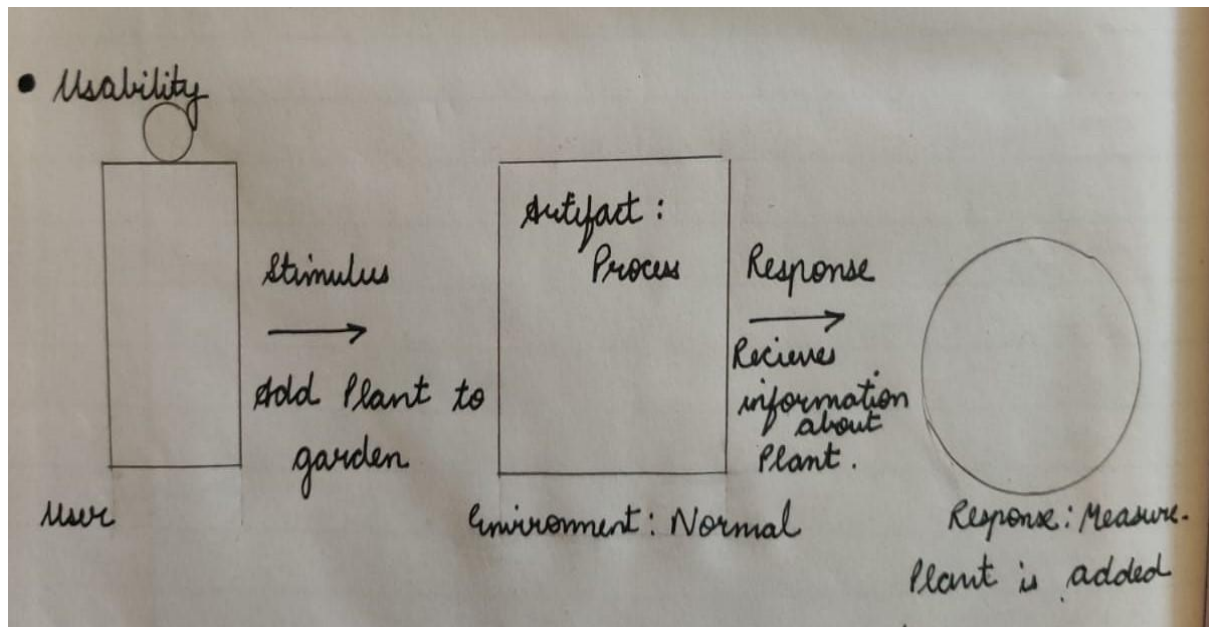 • Usability
Stimulus
Add Plant to
garden
User
Artifact :
Process
Environment : Normal
Response
Recieves
information
about
Plant .
Response : Measure.
Plant is added